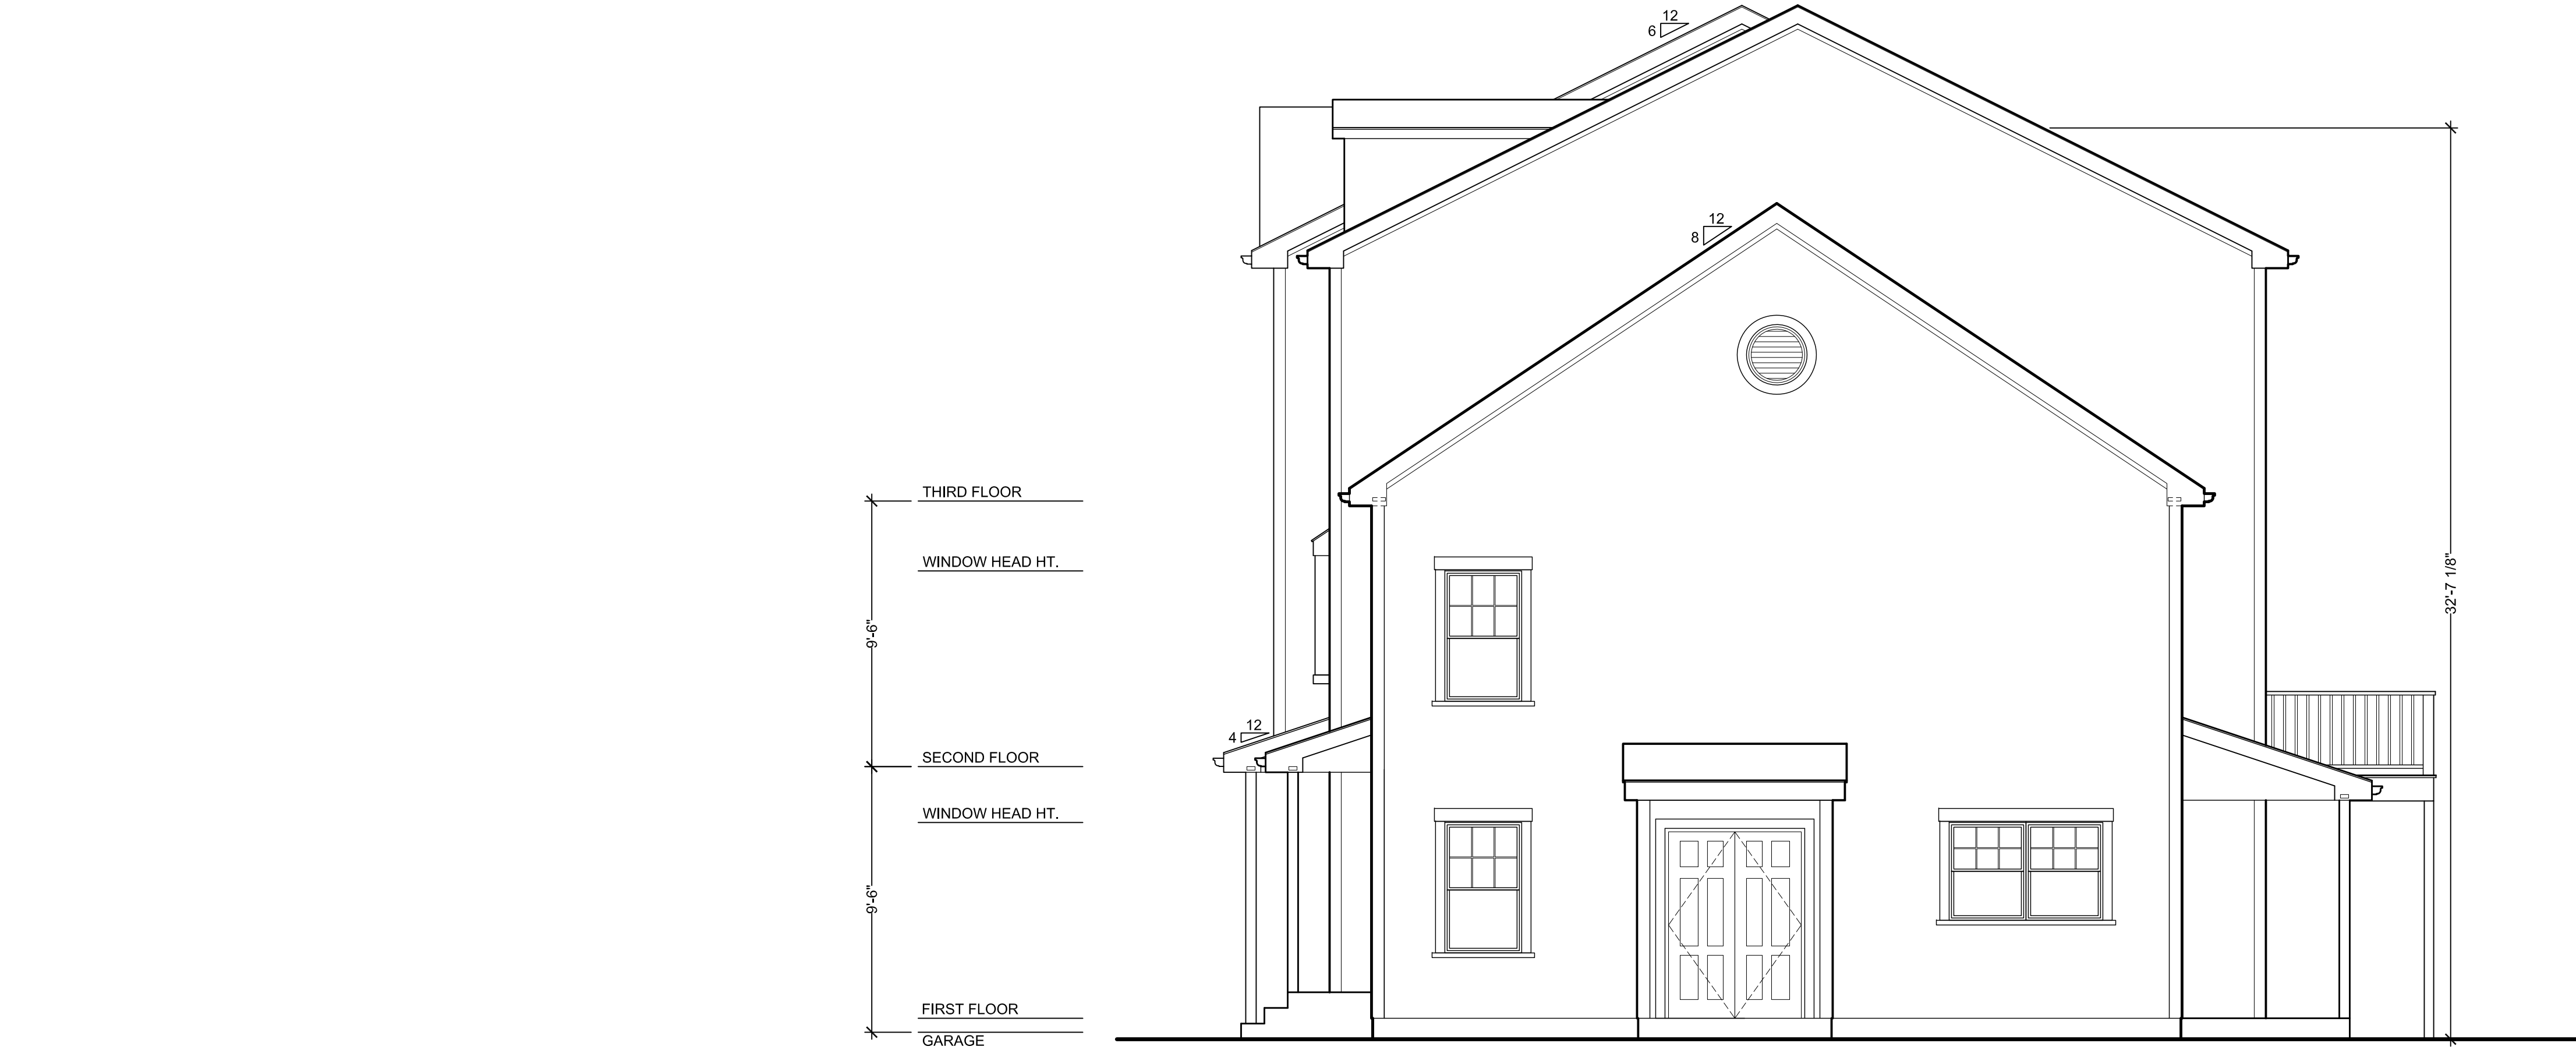 12
6
12
8
THIRD FLOOR
WINDOW HEAD HT.
9'-6"
32'-7 1/8"
12
4
SECOND FLOOR
WINDOW HEAD HT.
9'-6"
FIRST FLOOR
GARAGE